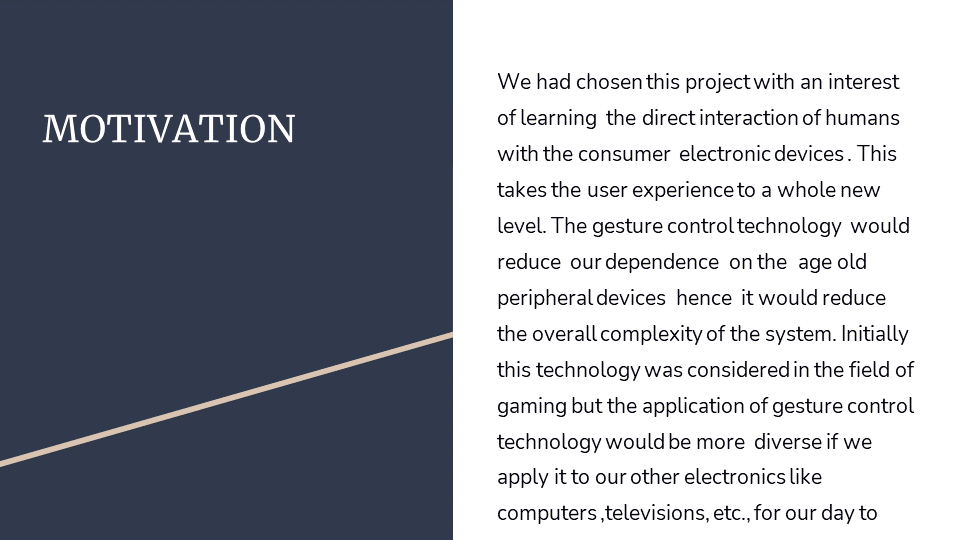 MOTIVATION
We had chosen this project with an interest
of learning the direct interaction of humans
with the consumer electronic devices . This
takes the user experience to a whole new
level. The gesture control technology would
reduce our dependence on the age old
peripheral devices hence it would reduce
the overall complexity of the system. Initially
this technology was considered in the field of
gaming but the application of gesture control
technology would be more diverse if we
apply it to our other electronics like
computers ,televisions, etc., for our day to